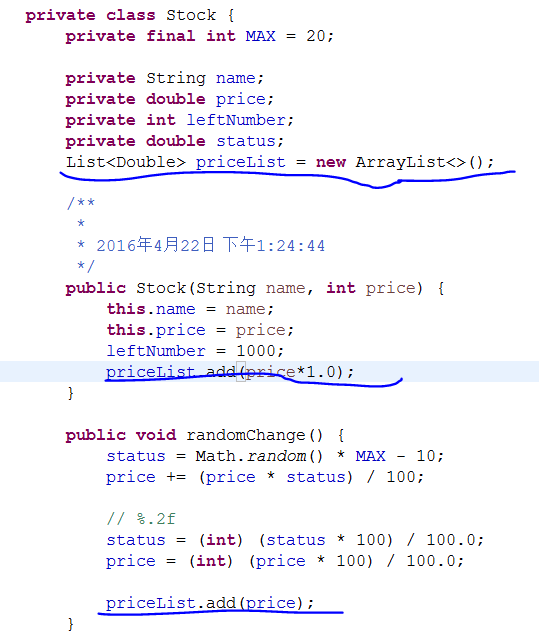 private class Stock {
private final int MAX = 20;
private String name;
private double price;
private int leftNumber;
private double status;
List<Double> priceList = new ArrayList<>();
/**
*
* 2016年4月22日 下午1:24:44
*/
public Stock(String name, int price) {
this.name = name;
this.price = price;
leftNumber = 1000;
priceList.add(price*1.0);
}
public void randomChange() {
status = Math.random() * MAX - 10;
price += (price * status) / 100;
// %.2f
status = (int) (status * 100) / 100.0;
price = (int) (price * 100) / 100.0;
priceList.add(price);
}